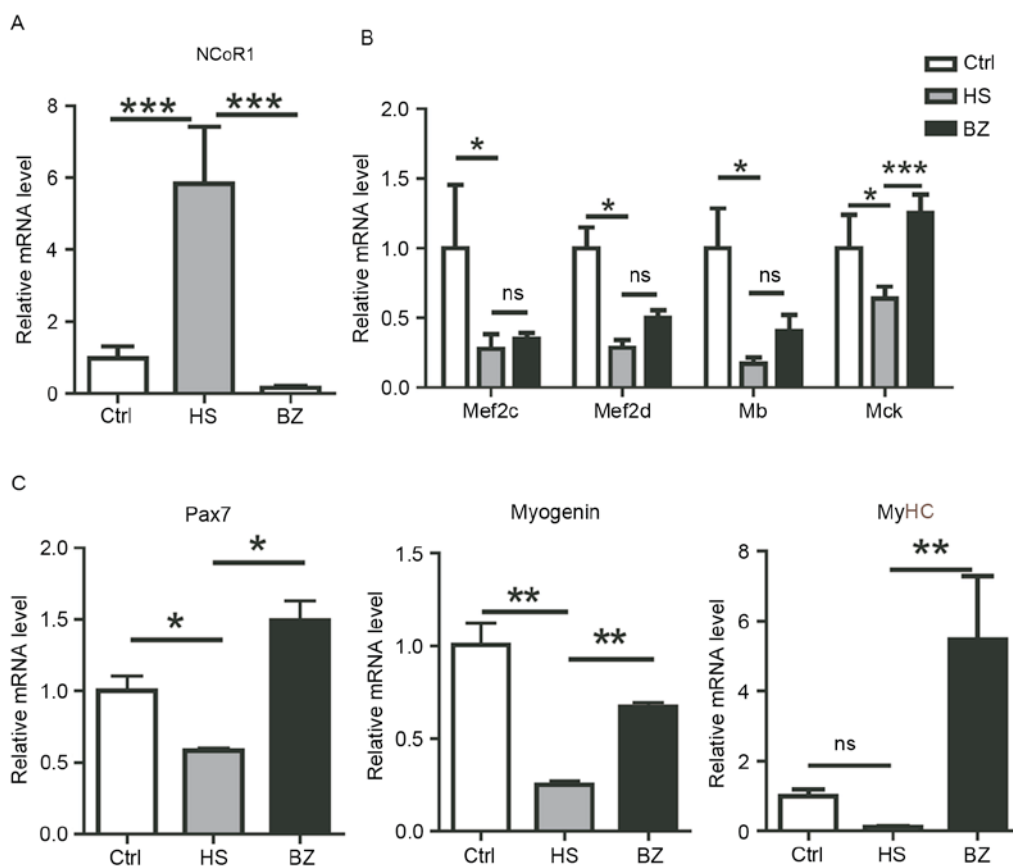 A
NCoR1
Relative mRNA level
8
6
4
2
0
***
***
Ctrl
HS
BZ
B
Ctrl
HS
BZ
Relative mRNA level
2.0
1.5
1.0
0.5
0.0
*
ns
*
ns
*
ns
*
***
Mef2c
Mef2d
Mb
Mck
C
Pax7
Relative mRNA level
2.0
1.5
1.0
0.5
0.0
*
*
Ctrl
HS
BZ
Myogenin
Relative mRNA level
1.5
1.0
0.5
0.0
**
**
Ctrl
HS
BZ
MyHC
Relative mRNA level
8
6
4
2
0
ns
**
Ctrl
HS
BZ